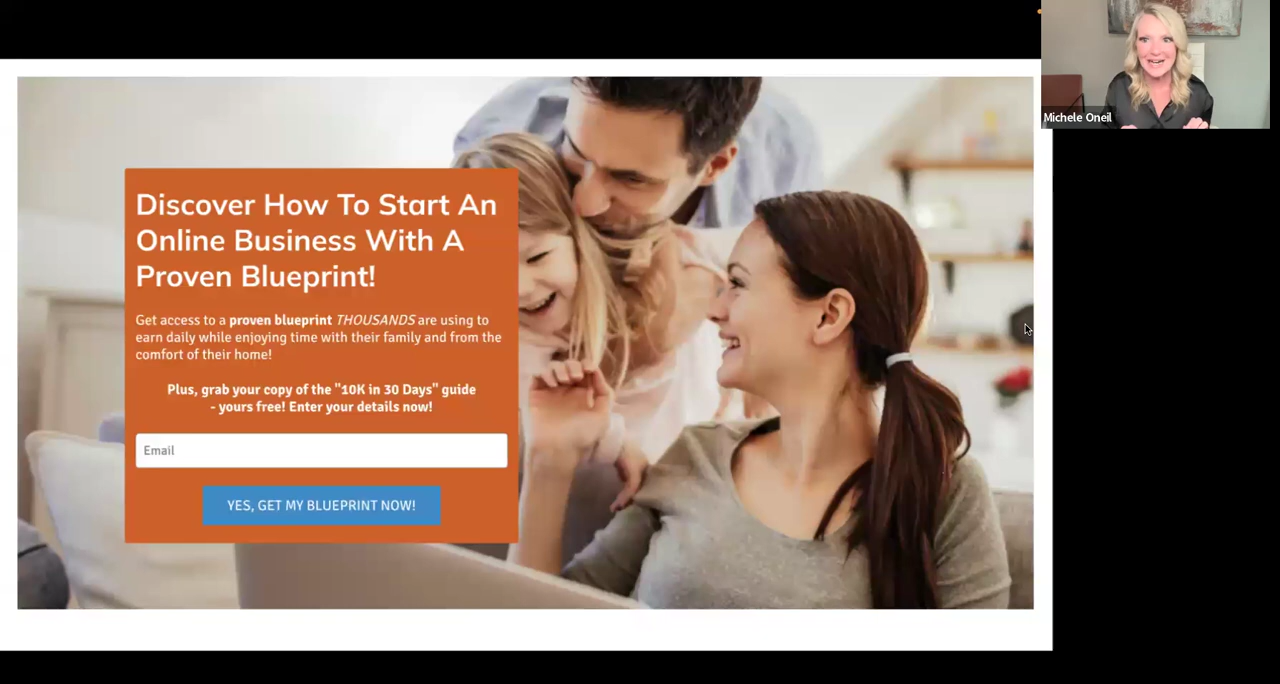 Michele Oneil
Discover How To Start An
Online Business With A
Proven Blueprint!
Get access to a proven blueprint THOUSANDS are using to
earn daily while enjoying time with their family and from the
comfort of their home!
Plus, grab your copy of the "10K in 30 Days" guide
- yours free! Enter your details now!
Email
YES, GET MY BLUEPRINT NOW!